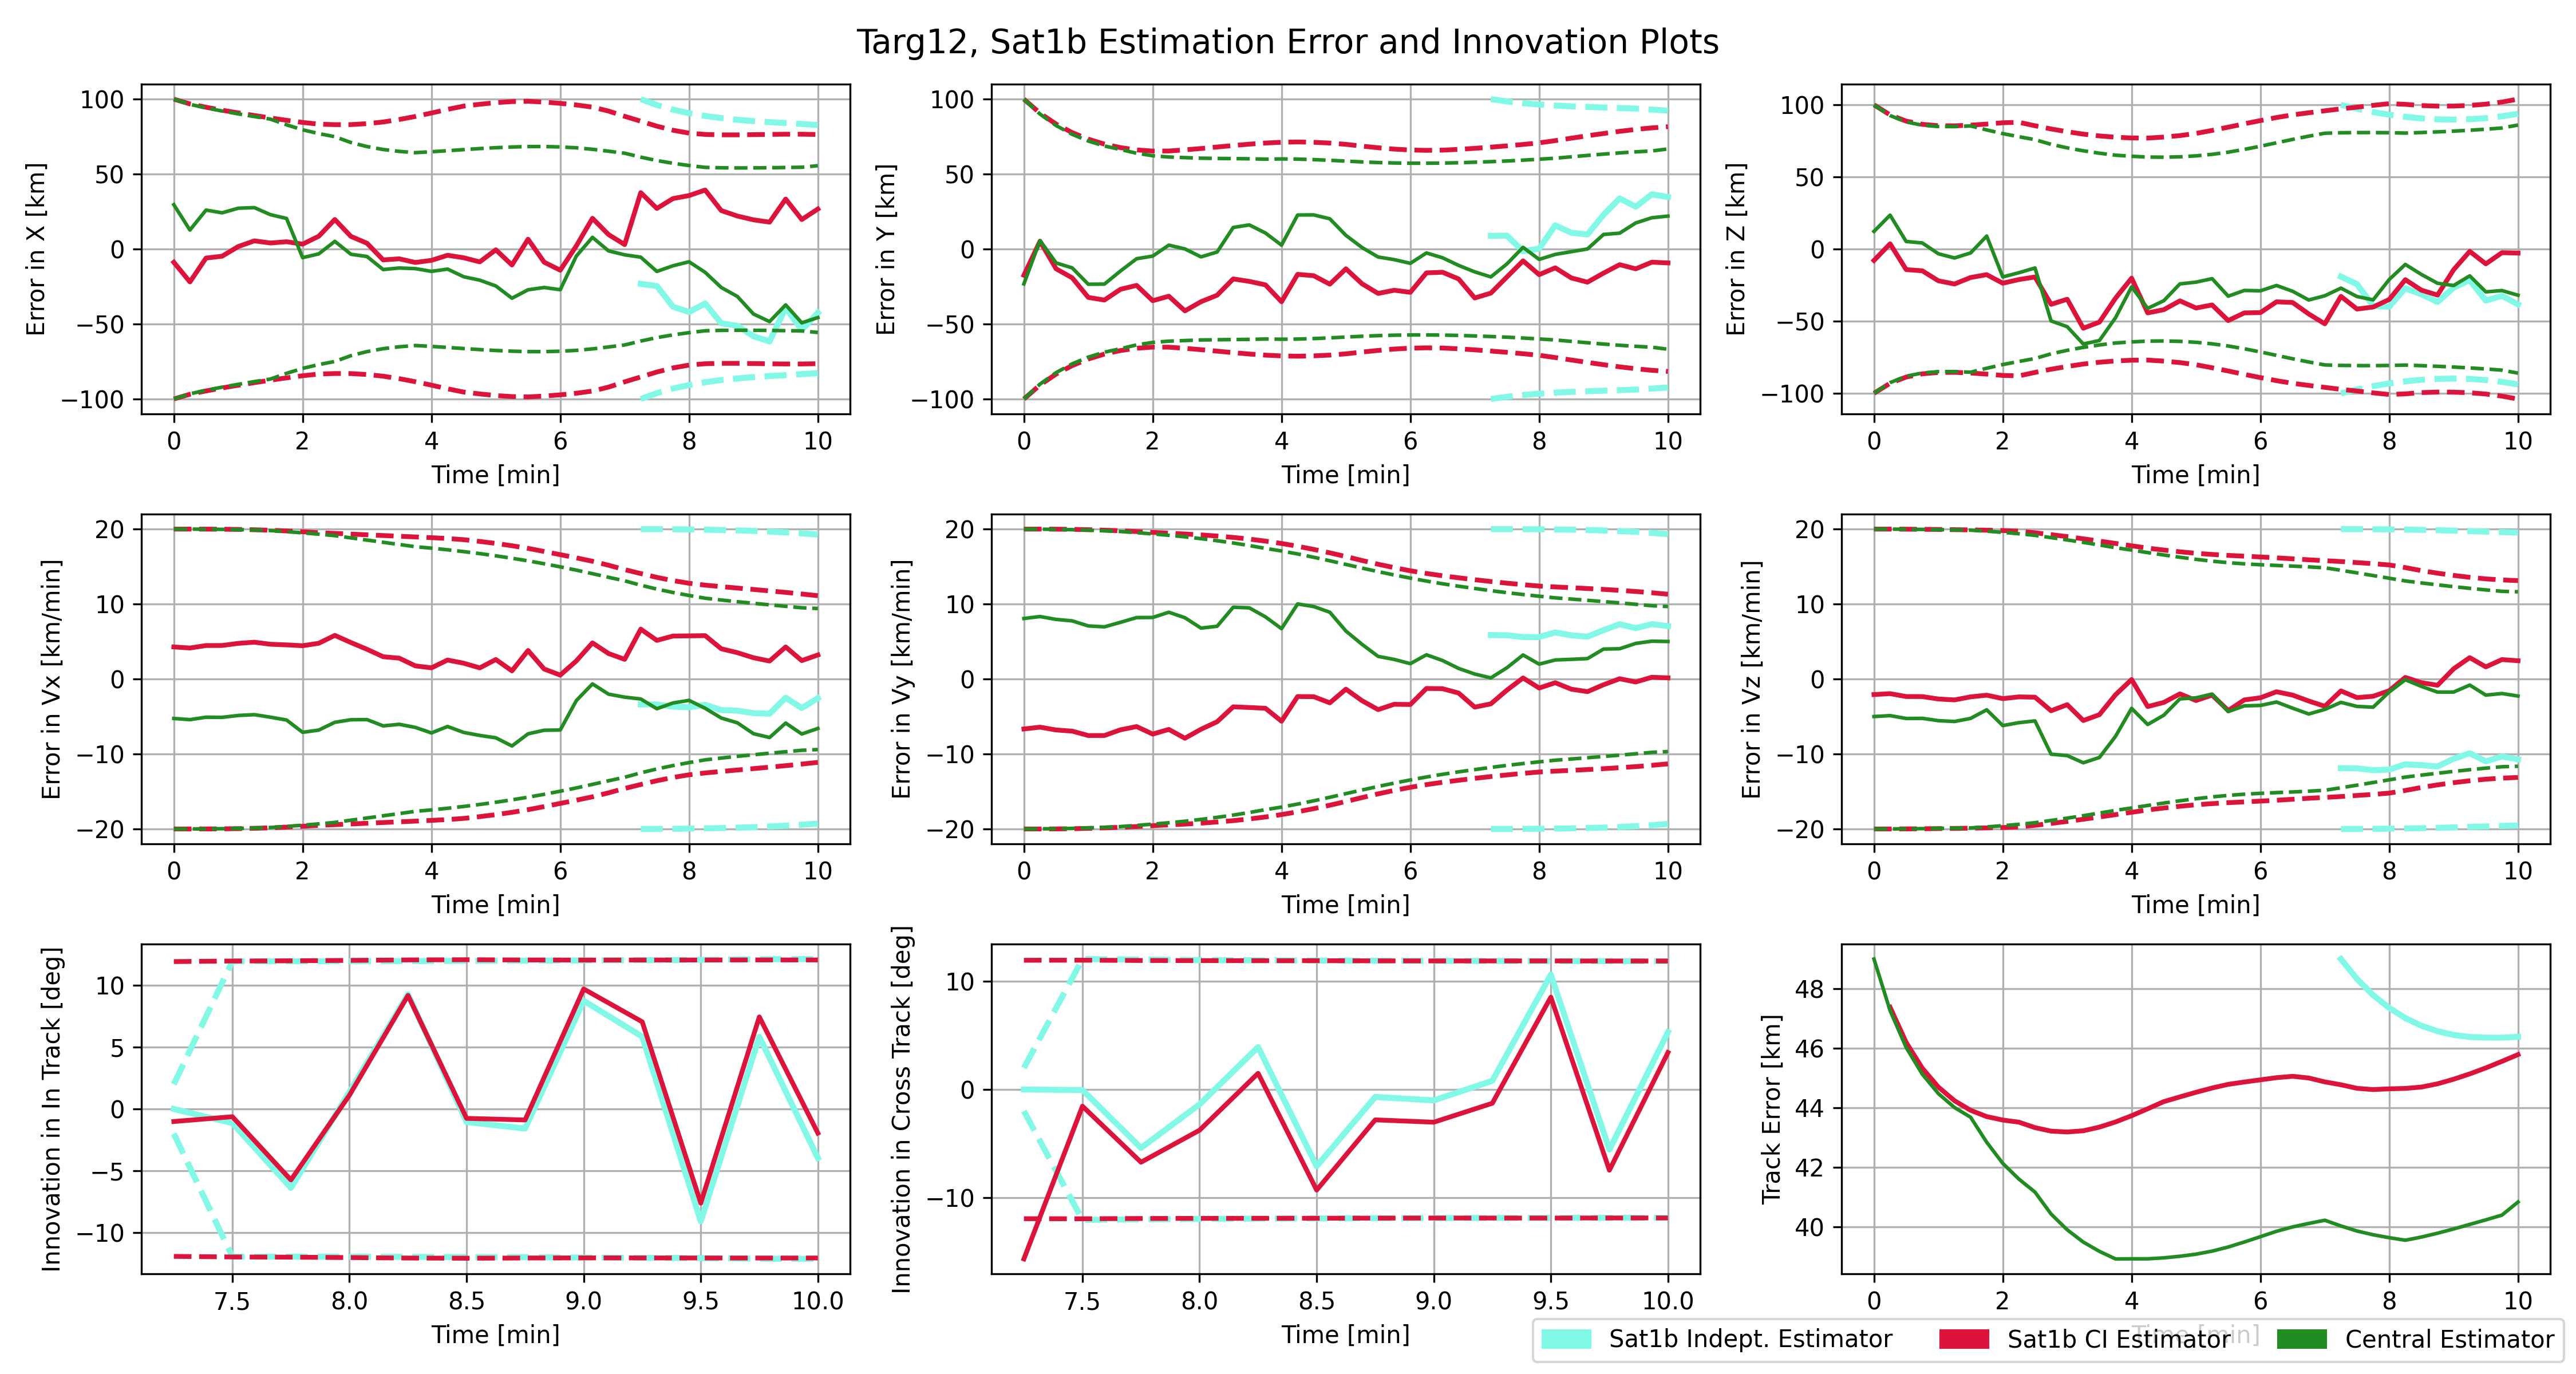 Targ12, Sat1b Estimation Error and Innovation Plots
Error in X [km]
100
50
0
−50
−100
0 2 4 6 8 10
Time [min]
Error in Y [km]
100
50
0
−50
−100
0 2 4 6 8 10
Time [min]
Error in Z [km]
100
50
0
−50
−100
0 2 4 6 8 10
Time [min]
Error in Vx [km/min]
20
10
0
−10
−20
0 2 4 6 8 10
Time [min]
Error in Vy [km/min]
20
10
0
−10
−20
0 2 4 6 8 10
Time [min]
Error in Vz [km/min]
20
10
0
−10
−20
0 2 4 6 8 10
Time [min]
Innovation in In Track [deg]
10
5
0
−5
−10
7.5 8.0 8.5 9.0 9.5 10.0
Time [min]
Innovation in Cross Track [deg]
10
0
−10
7.5 8.0 8.5 9.0 9.5 10.0
Time [min]
Track Error [km]
48
46
44
42
40
0 2 4 6 8 10
Time [min]
Sat1b Indept. Estimator Sat1b CI Estimator Central Estimator